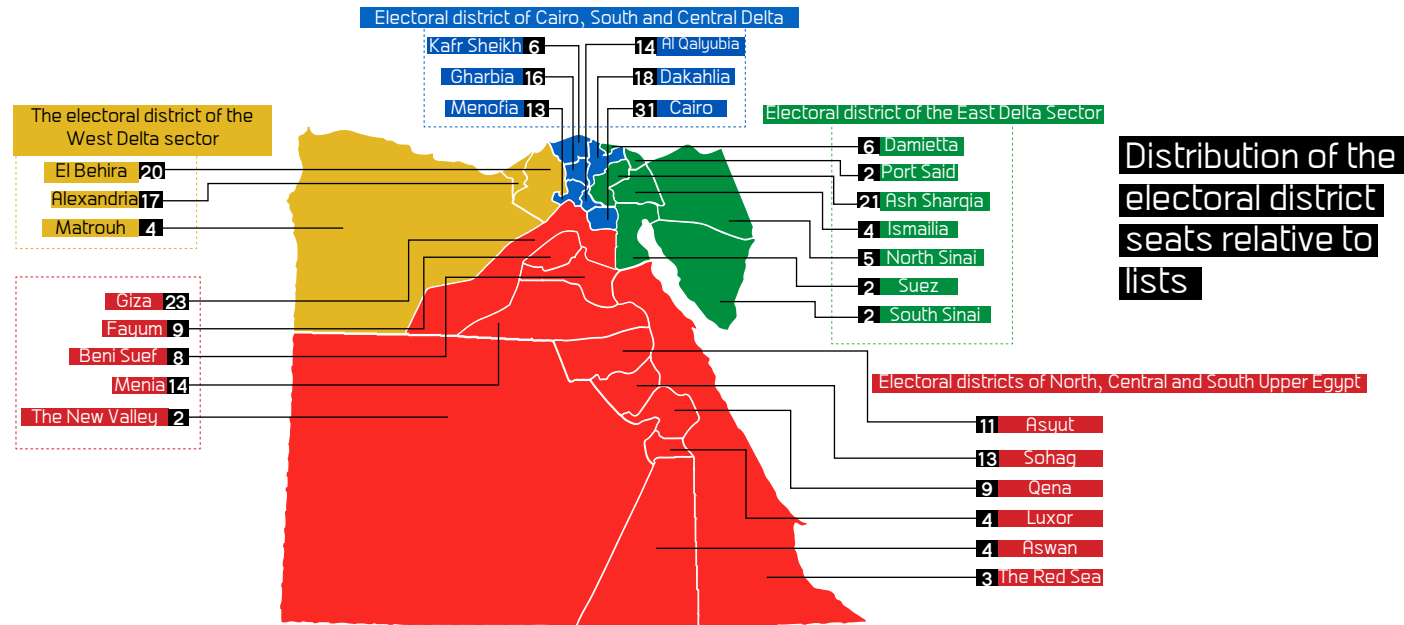 Electoral district of Cairo, South and Central Delta
Kafr Sheikh 6
14 Al Qalyubia
Gharbia 16
18 Dakahlia
Menofia 13
31 Cairo
The electoral district of the
West Delta sector
El Behira 20
Alexandria 17
Matrouh 4
Electoral district of the East Delta Sector
6 Damietta
2 Port Said
21 Ash Sharqia
4 Ismailia
5 North Sinai
2 Suez
2 South Sinai
Distribution of the
electoral district
seats relative to
lists
Giza 23
Fayum 9
Beni Suef 8
Menia 14
The New Valley 2
Electoral districts of North, Central and South Upper Egypt
11 Asyut
13 Sohag
9 Qena
4 Luxor
4 Aswan
3 The Red Sea